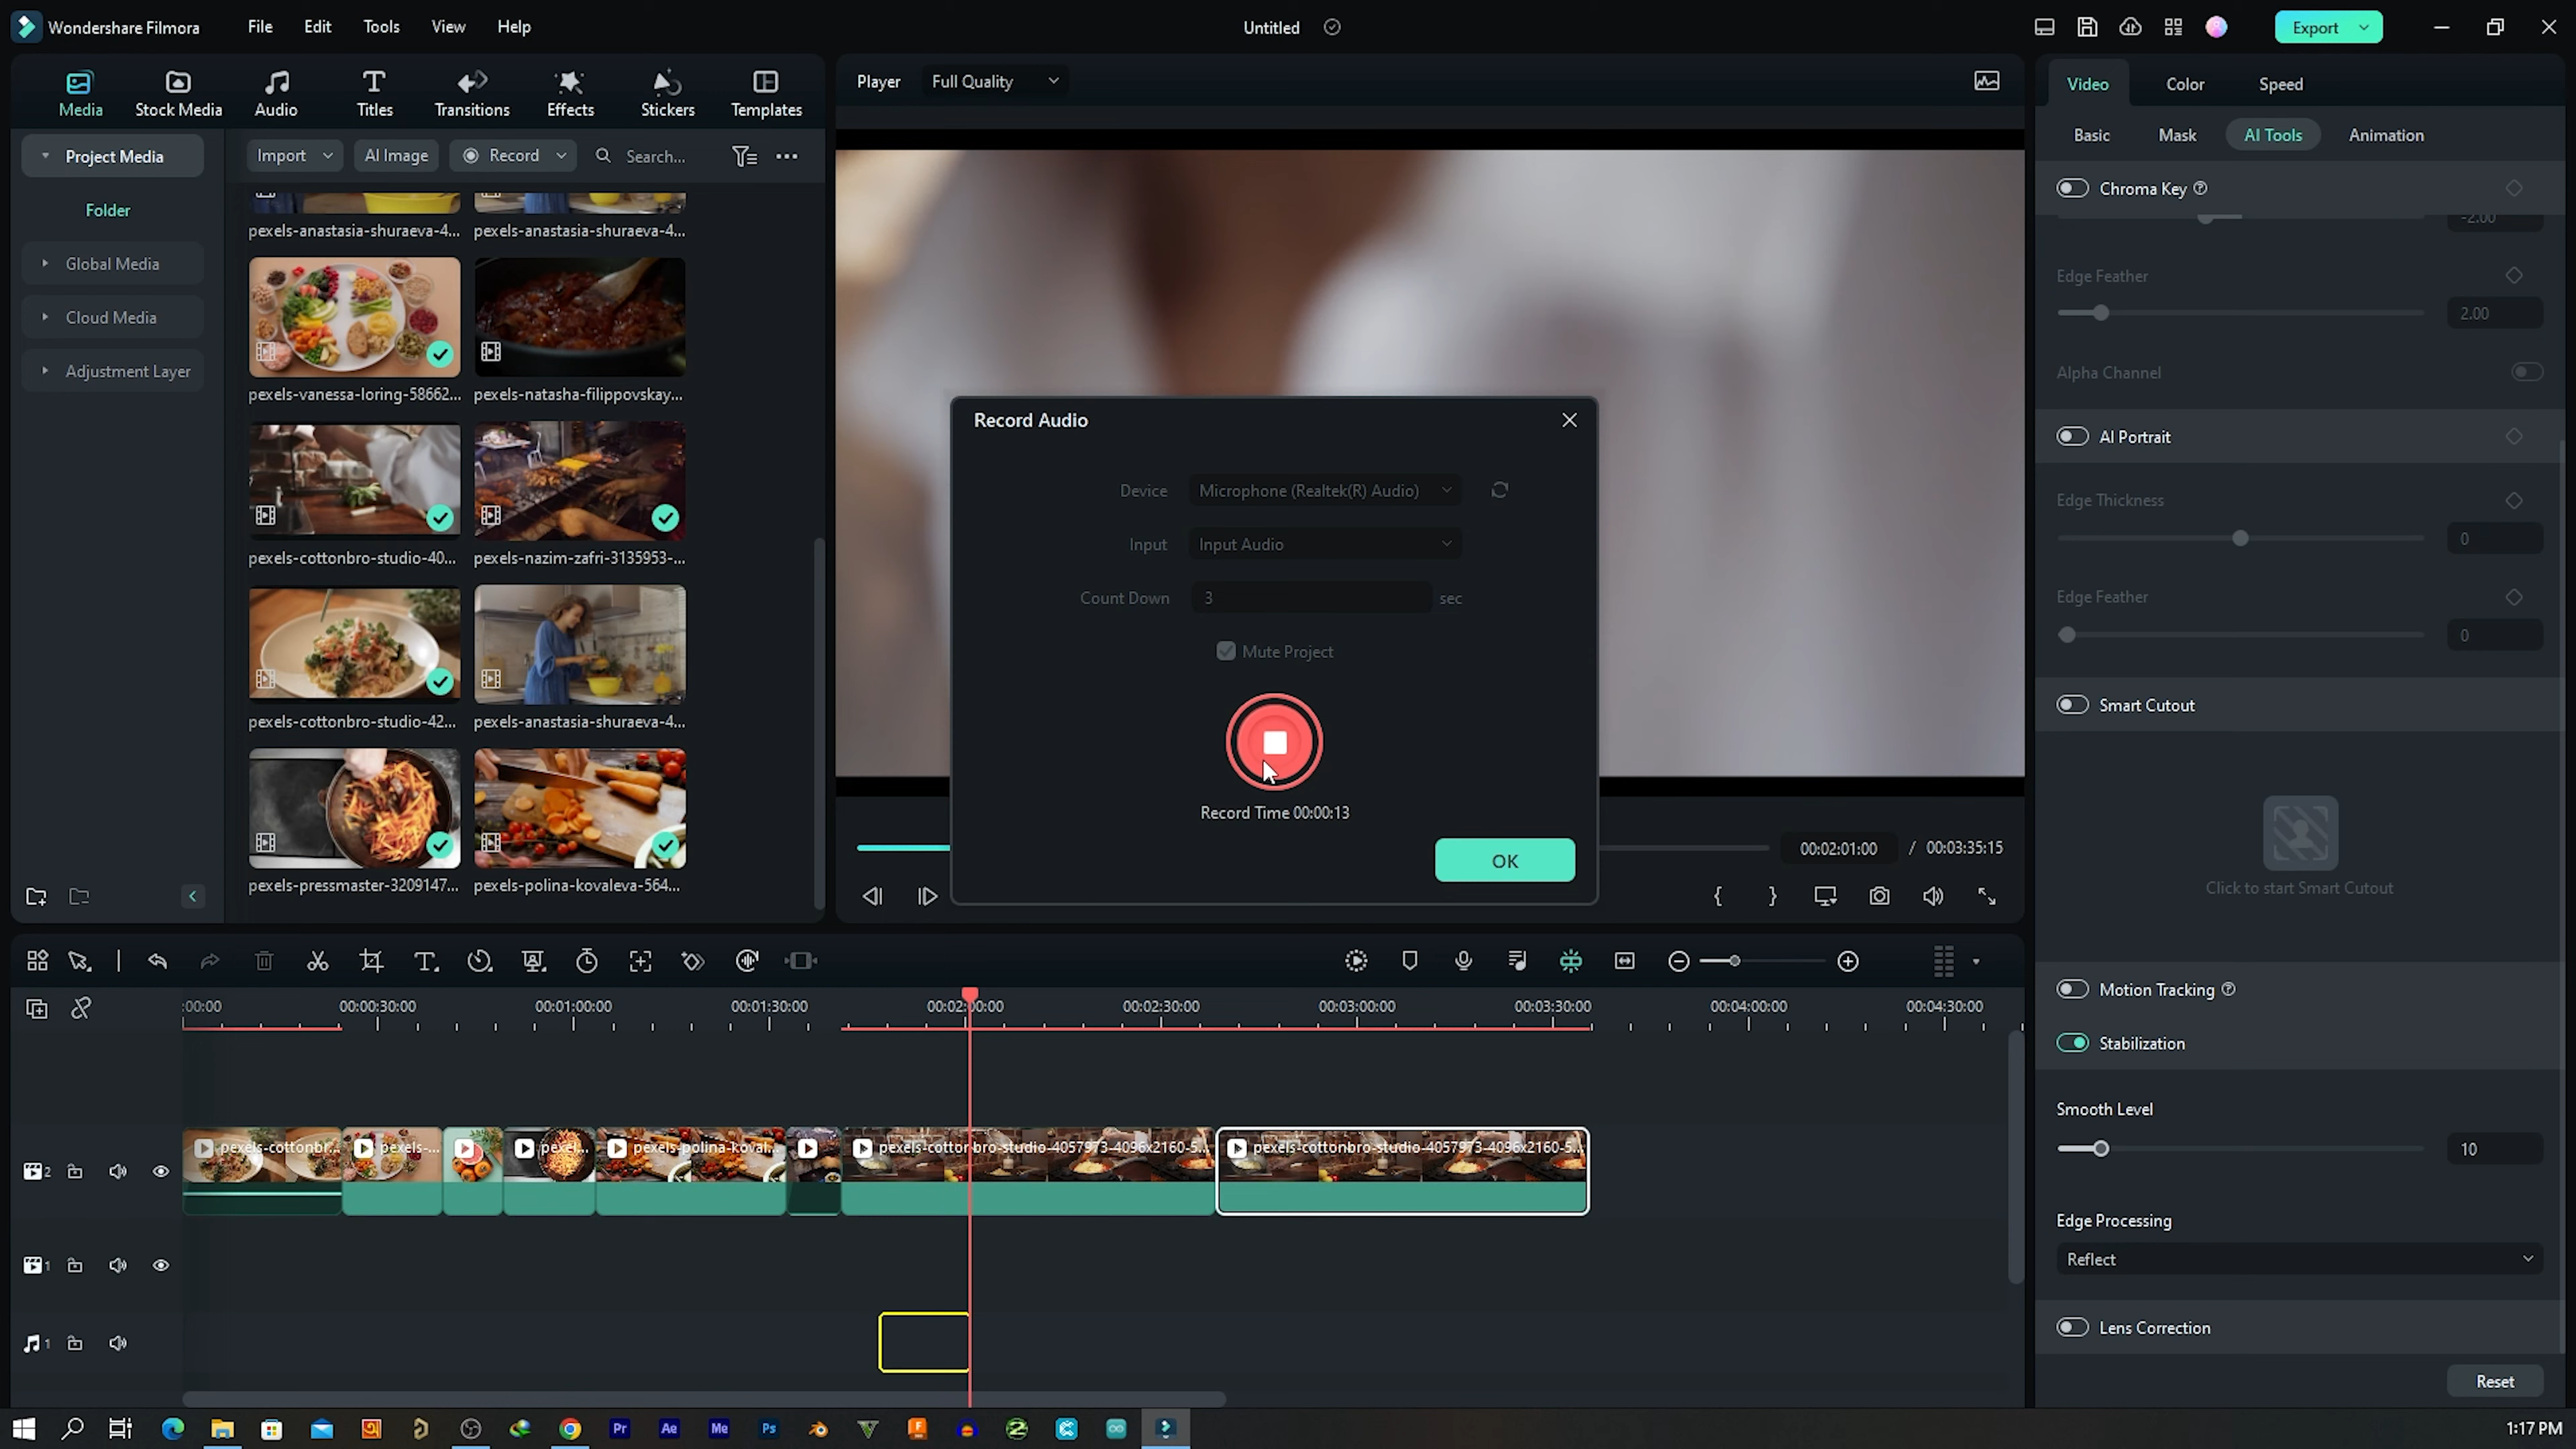 Wondershare Filmora
File
Edit
Tools
View
Help
Untitled
Export
Media
Stock Media
Audio
Titles
Transitions
Effects
Stickers
Templates
Project Media
Folder
Global Media
Cloud Media
Adjustment Layer
Import
AI Image
Record
Search...
pexels-anastasia-shuraeva-4...
pexels-anastasia-shuraeva-4...
pexels-vanessa-loring-58662...
pexels-natasha-filippovskay...
pexels-cottonbro-studio-40...
pexels-nazim-zafri-3135953-...
pexels-cottonbro-studio-42...
pexels-anastasia-shuraeva-4...
pexels-pressmaster-3209147...
pexels-polina-kovaleva-564...
Player
Full Quality
Record Audio
Device
Microphone (Realtek(R) Audio)
Input
Input Audio
Count Down
3
sec
Mute Project
Record Time 00:00:13
OK
00:02:01:00 / 00:03:35:15
Video
Color
Speed
Basic
Mask
AI Tools
Animation
Chroma Key
-2.00
Edge Feather
2.00
Alpha Channel
AI Portrait
Edge Thickness
0
Edge Feather
0
Smart Cutout
Click to start Smart Cutout
Motion Tracking
Stabilization
Smooth Level
10
Edge Processing
Reflect
Lens Correction
Reset
:00:00
00:00:30:00
00:01:00:00
00:01:30:00
00:02:00:00
00:02:30:00
00:03:00:00
00:03:30:00
00:04:00:00
00:04:30:00
2
pexels-cottonbr...
pexels-...
pexel...
pexels-polina-koval...
pexels-cottonbro-studio-4057973-4096x2160-5...
pexels-cottonbro-studio-4057973-4096x2160-5...
1
1
Pr
Ae
Me
Ps
1:17 PM